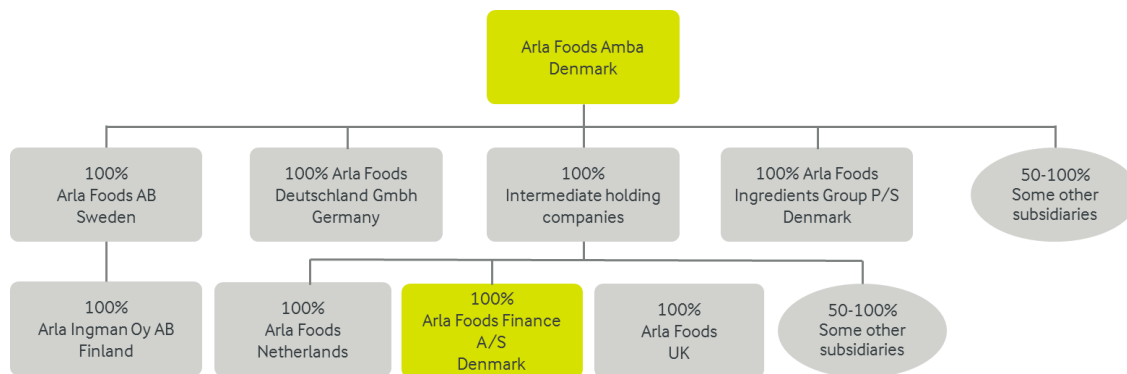 Arla Foods Amba
Denmark
100%
Arla Foods AB
Sweden
100% Arla Foods
Deutschland Gmbh
Germany
100%
Intermediate holding
companies
100% Arla Foods
Ingredients Group P/S
Denmark
50-100%
Some other
subsidiaries
100%
Arla Ingman Oy AB
Finland
100%
Arla Foods
Netherlands
100%
Arla Foods Finance
A/S
Denmark
100%
Arla Foods
UK
50-100%
Some other
subsidiaries